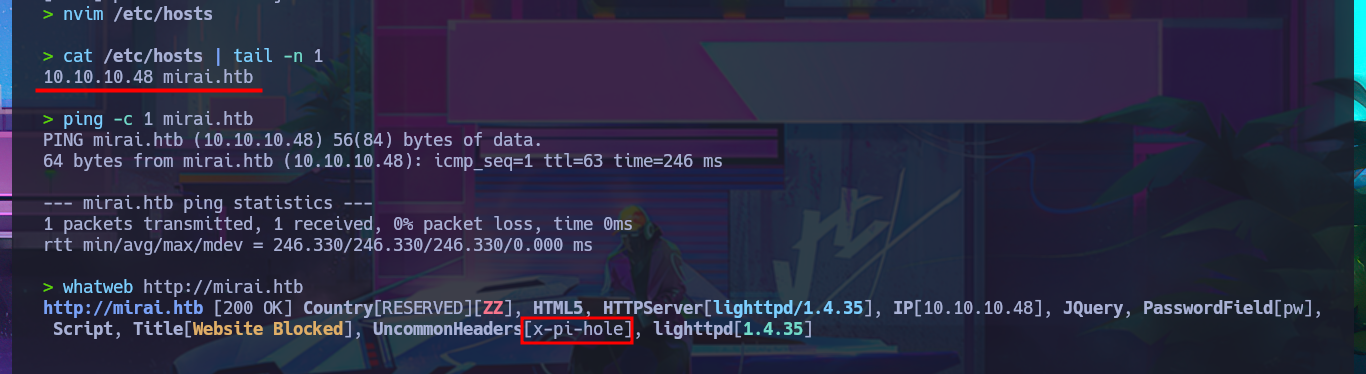 > nvim /etc/hosts
> cat /etc/hosts | tail -n 1
10.10.10.48 mirai.htb
> ping -c 1 mirai.htb
PING mirai.htb (10.10.10.48) 56(84) bytes of data.
64 bytes from mirai.htb (10.10.10.48): icmp_seq=1 ttl=63 time=246 ms
--- mirai.htb ping statistics ---
1 packets transmitted, 1 received, 0% packet loss, time 0ms
rtt min/avg/max/mdev = 246.330/246.330/246.330/0.000 ms
> whatweb http://mirai.htb
http://mirai.htb [200 OK] Country[RESERVED][ZZ], HTML5, HTTPServer[lighttpd/1.4.35], IP[10.10.10.48], JQuery, PasswordField[pw],
Script, Title[Website Blocked], UncommonHeaders[x-pi-hole], lighttpd[1.4.35]